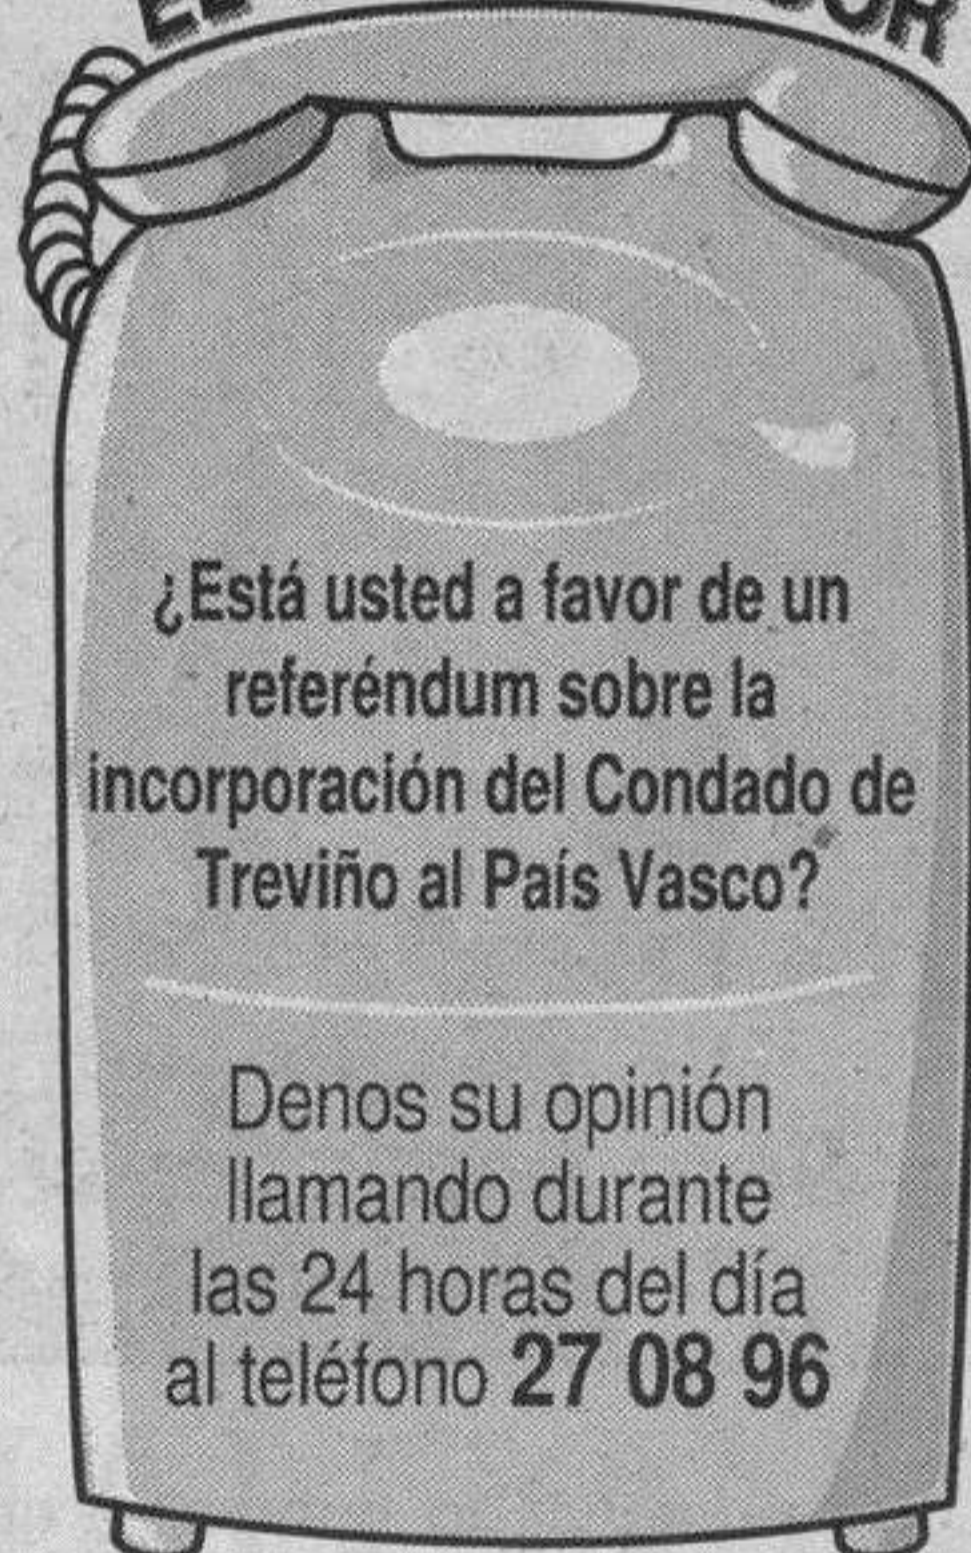 EL
¿Está usted a favor de un
referéndum sobre la
incorporación del Condado de
Treviño al País Vasco?
Denos su opinión
llamando durante
las 24 horas del día
al teléfono 27 08 96